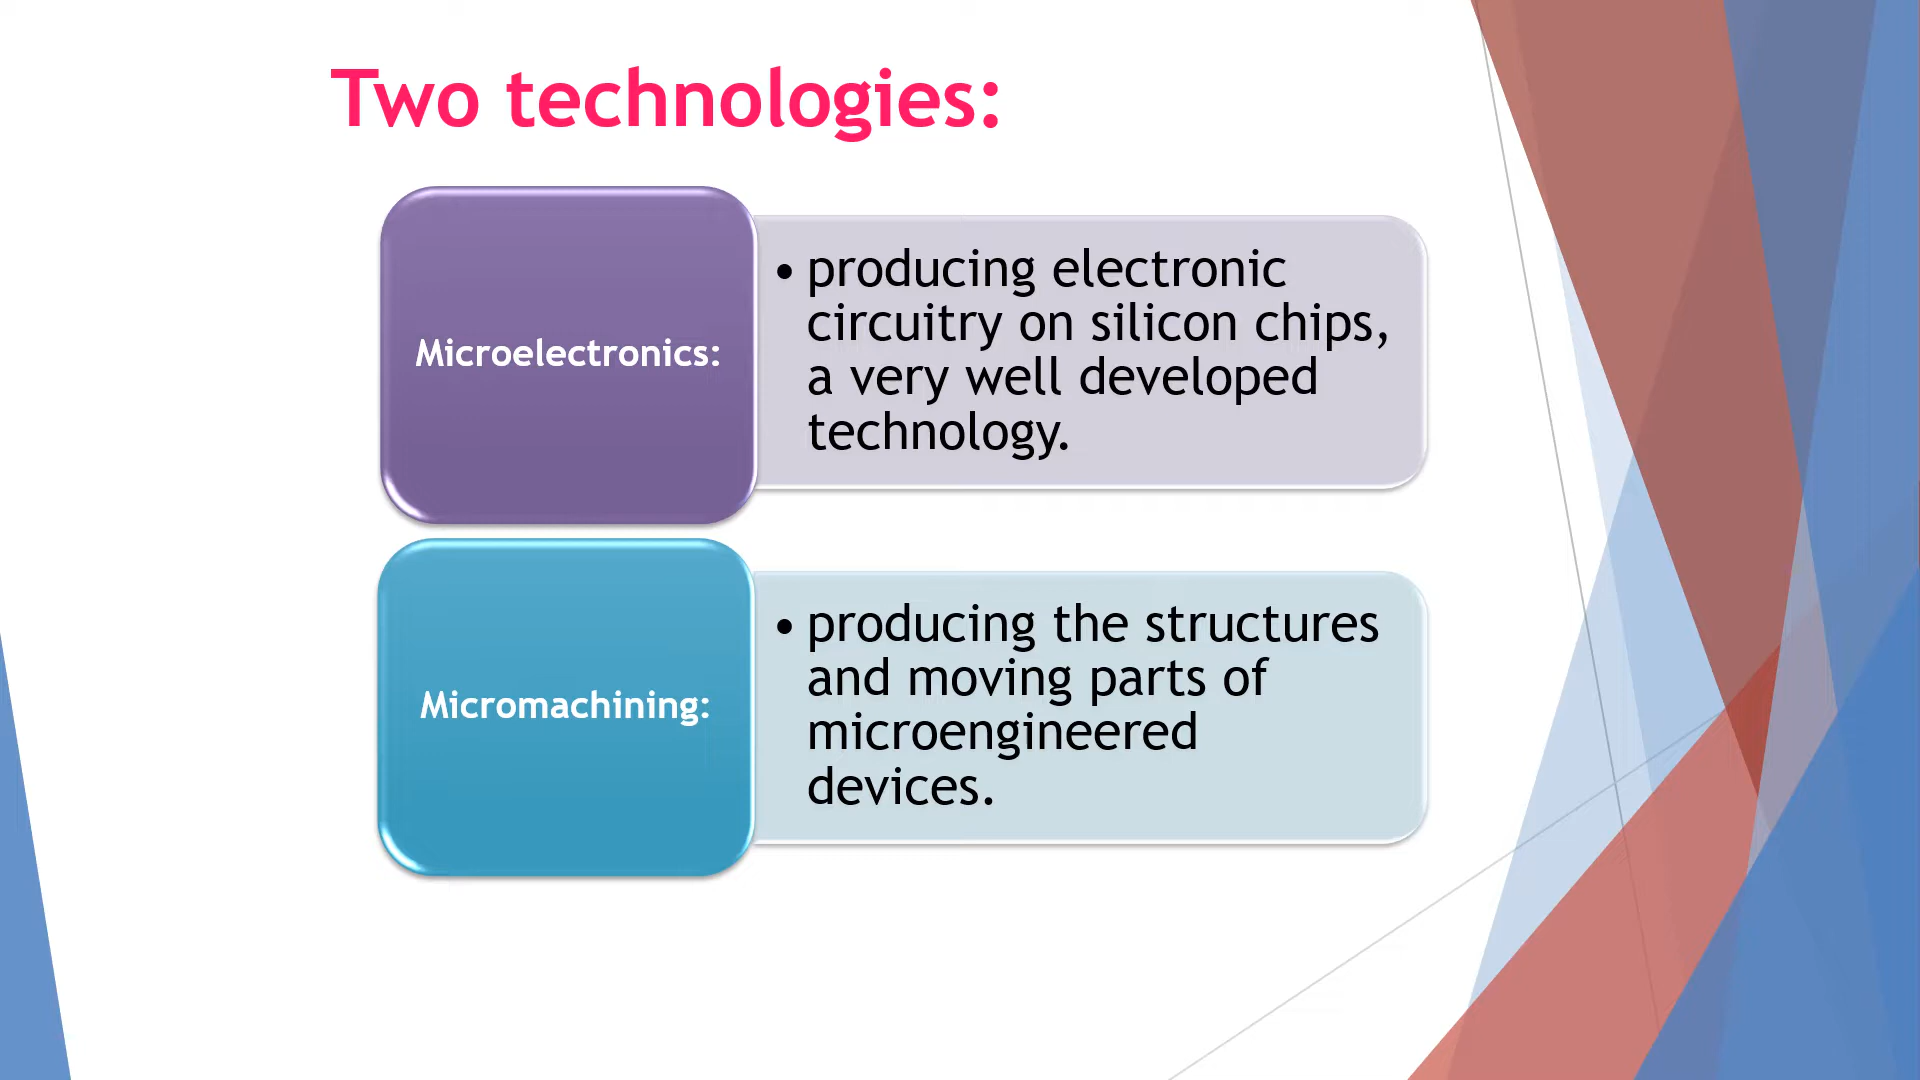 Two technologies:
Microelectronics:
• producing electronic
circuitry on silicon chips,
a very well developed
technology.
Micromachining:
• producing the structures
and moving parts of
microengineered
devices.